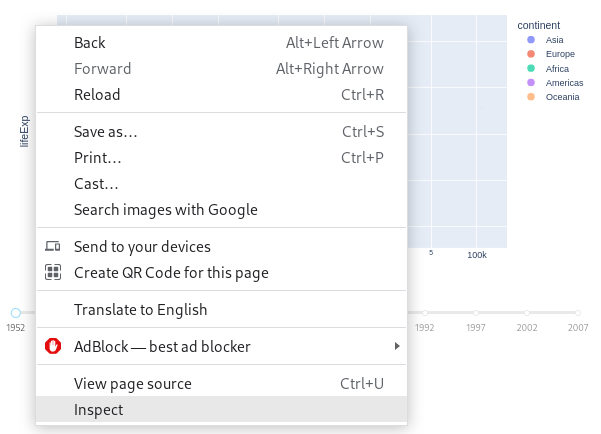 continent
Asia
Europe
Africa
Americas
Oceania
lifeExp
Back Alt+Left Arrow
Forward Alt+Right Arrow
Reload Ctrl+R
Save as... Ctrl+S
Print... Ctrl+P
Cast...
Search images with Google
Send to your devices
Create QR Code for this page
Translate to English
AdBlock — best ad blocker
View page source Ctrl+U
Inspect
5 100k
1952 1992 1997 2002 2007